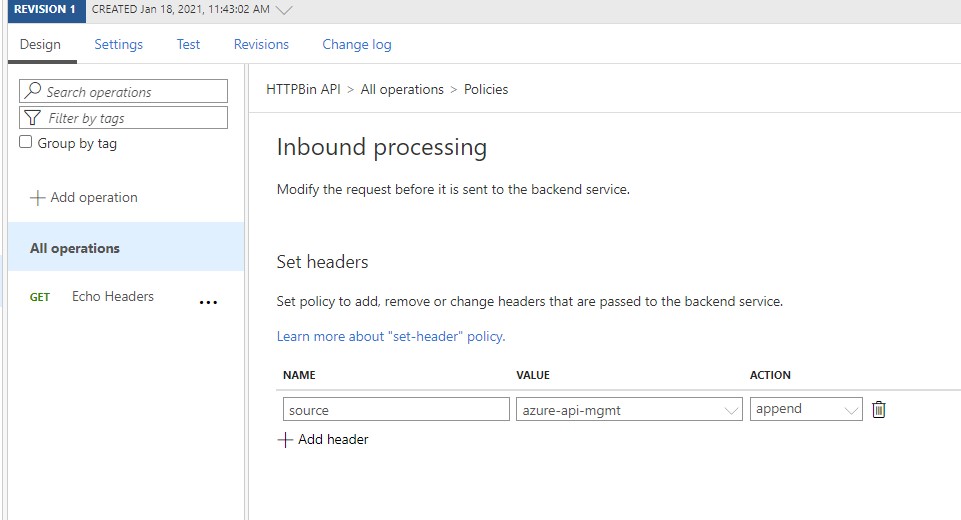 REVISION 1 CREATED Jan 18, 2021, 11:43:02 AM
Design Settings Test Revisions Change log
Search operations
Filter by tags
Group by tag
Add operation
All operations
GET Echo Headers
HTTPBin API > All operations > Policies
Inbound processing
Modify the request before it is sent to the backend service.
Set headers
Set policy to add, remove or change headers that are passed to the backend service.
Learn more about "set-header" policy.
NAME VALUE ACTION
source azure-api-mgmt append
Add header